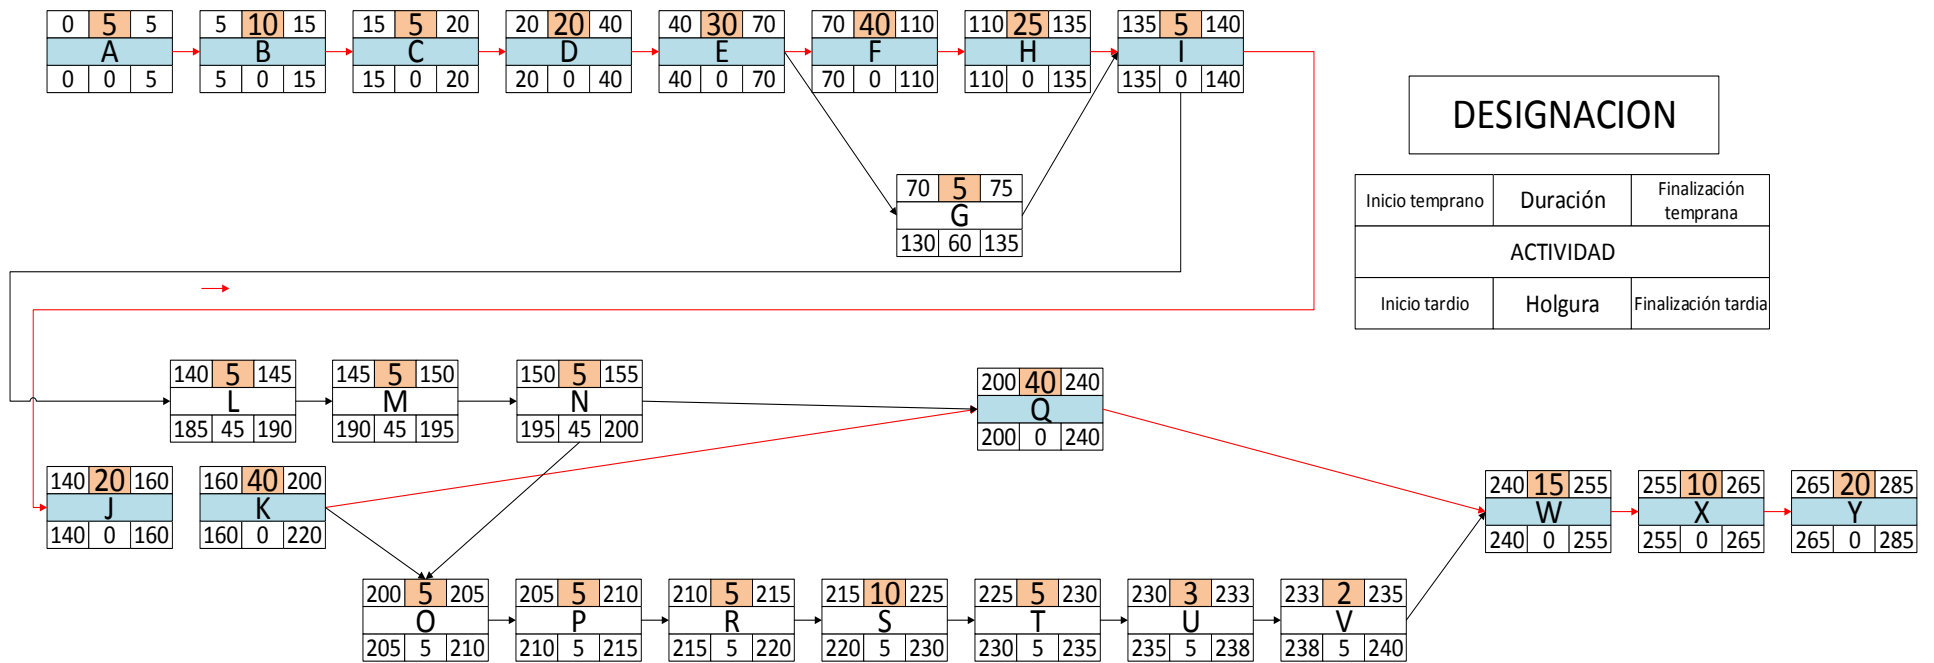 0 5 5 5 10 15 15 5 20 20 20 40 40 30 70 70 40 110 110 25 135 135 5 140
A B C D E F H I
0 0 5 5 0 15 15 0 20 20 0 40 40 0 70 70 0 110 110 0 135 135 0 140
DESIGNACION
70 5 75
G
130 60 135
Inicio temprano Duración Finalización
temprana
ACTIVIDAD
Inicio tardio Holgura Finalización tardia
140 5 145 145 5 150 150 5 155
L M N
185 45 190 190 45 195 195 45 200
200 40 240
Q
200 0 240
140 20 160 160 40 200
J K
140 0 160 160 0 220
240 15 255 255 10 265 265 20 285
W X Y
240 0 255 255 0 265 265 0 285
200 5 205 205 5 210 210 5 215 215 10 225 225 5 230 230 3 233 233 2 235
O P R S T U V
205 5 210 210 5 215 215 5 220 220 5 230 230 5 235 235 5 238 238 5 240